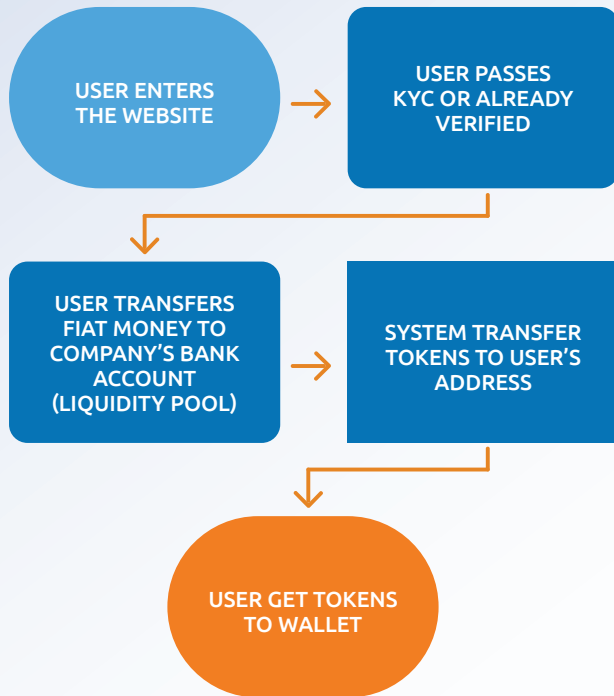 USER ENTERS
THE WEBSITE
USER PASSES
KYC OR ALREADY
VERIFIED
USER TRANSFERS
FIAT MONEY TO
COMPANY’S BANK
ACCOUNT
(LIQUIDITY POOL)
SYSTEM TRANSFER
TOKENS TO USER’S
ADDRESS
USER GET TOKENS
TO WALLET